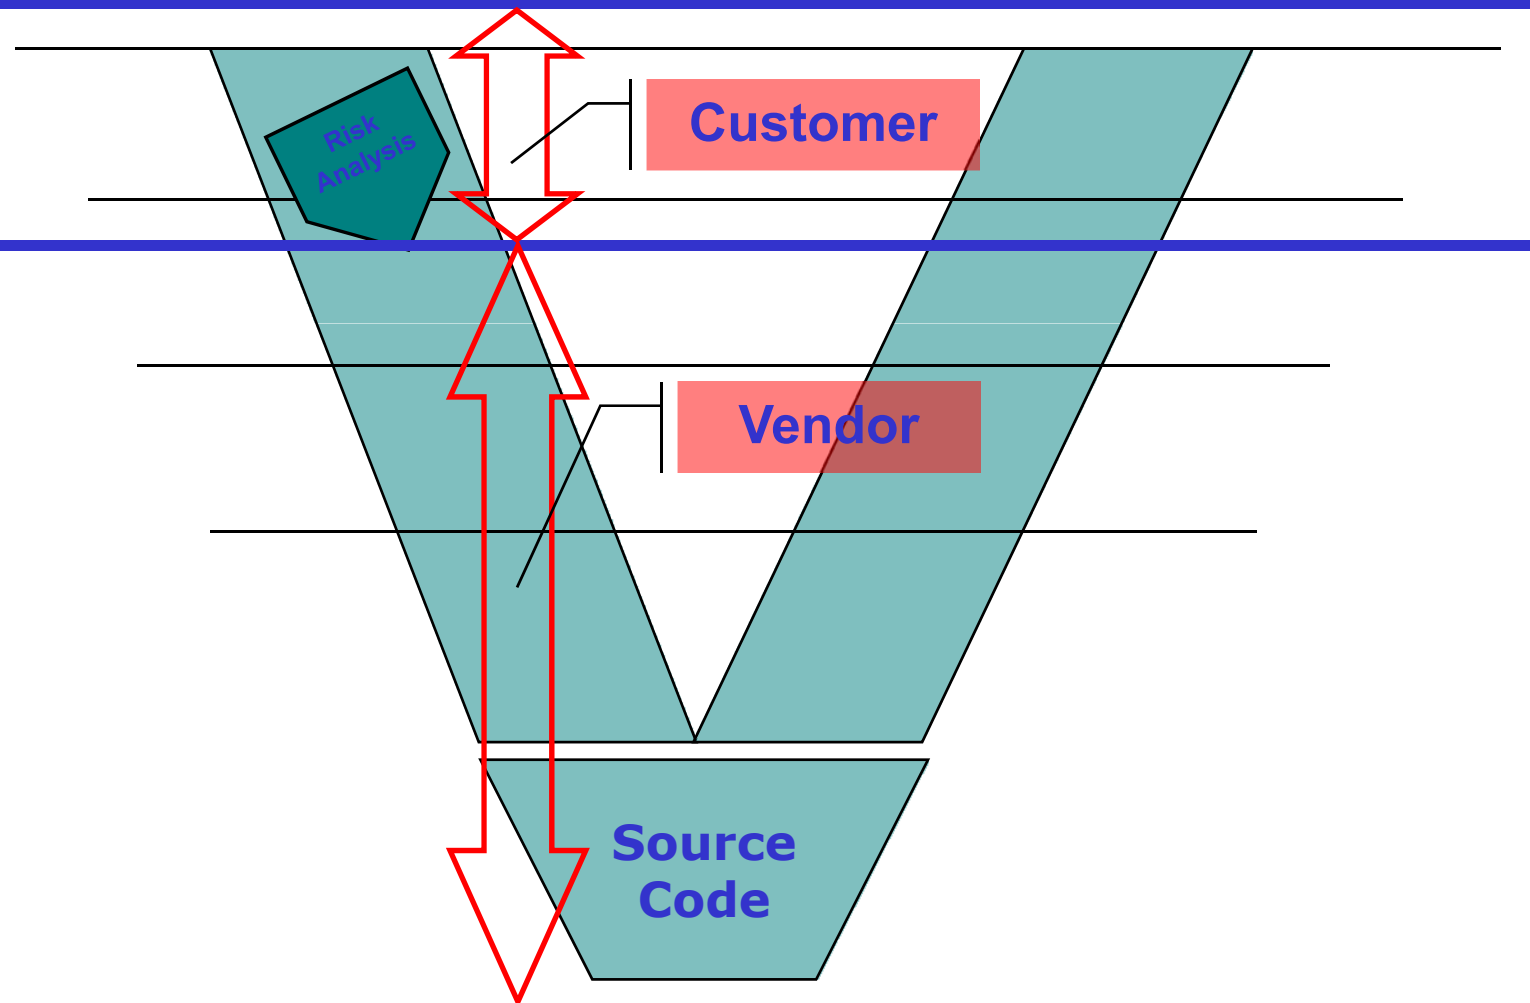 Customer
Risk
Analysis
Vendor
Source
Code